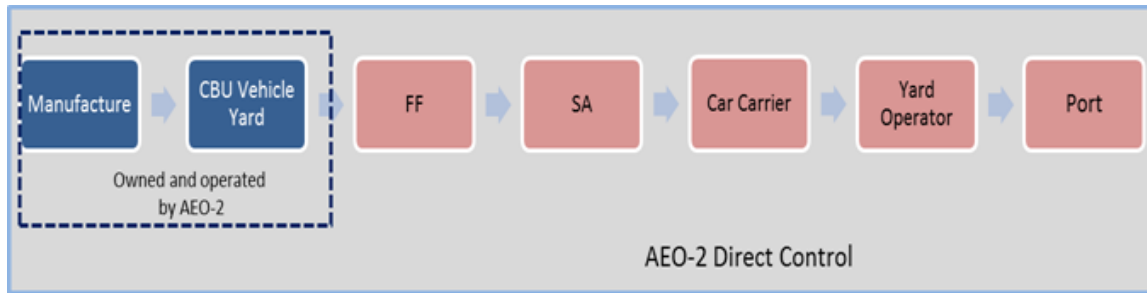 Manufacture
CBU Vehicle
Yard
FF
SA
Car Carrier
Yard
Operator
Port
Owned and operated
by AEO-2
AEO-2 Direct Control